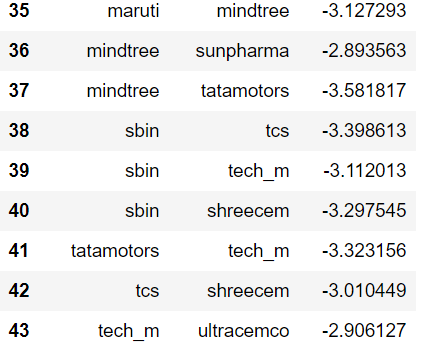 35 maruti mindtree -3.127293
36 mindtree sunpharma -2.893563
37 mindtree tatamotors -3.581817
38 sbin tcs -3.398613
39 sbin tech_m -3.112013
40 sbin shreecem -3.297545
41 tatamotors tech_m -3.323156
42 tcs shreecem -3.010449
43 tech_m ultracemco -2.906127